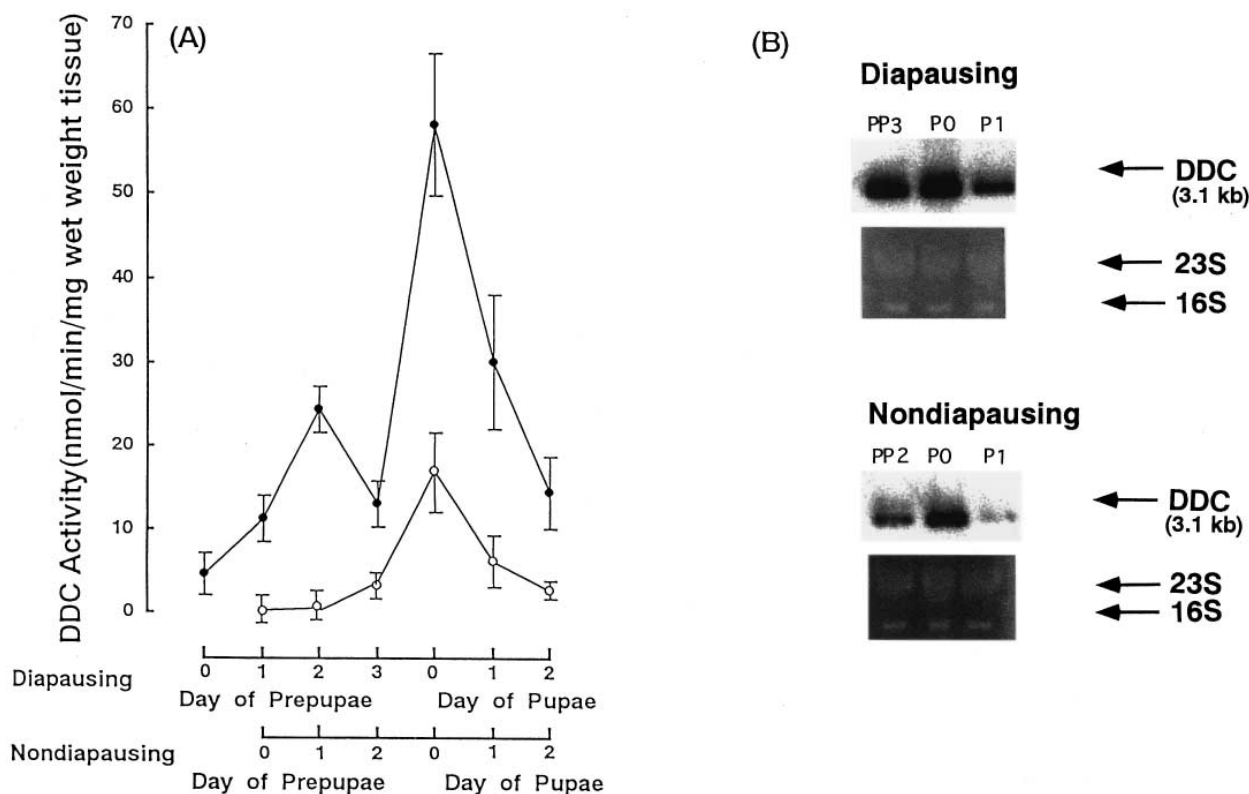 (A)
DDC Activity(nmol/min/mg wet weight tissue)
70
60
50
40
30
20
10
0
0 1 2 3 0 1 2
Diapausing
Day of Prepupae Day of Pupae
0 1 2 0 1 2
Nondiapausing
Day of Prepupae Day of Pupae
(B)
Diapausing
PP3 P0 P1
DDC
(3.1 kb)
23S
16S
Nondiapausing
PP2 P0 P1
DDC
(3.1 kb)
23S
16S